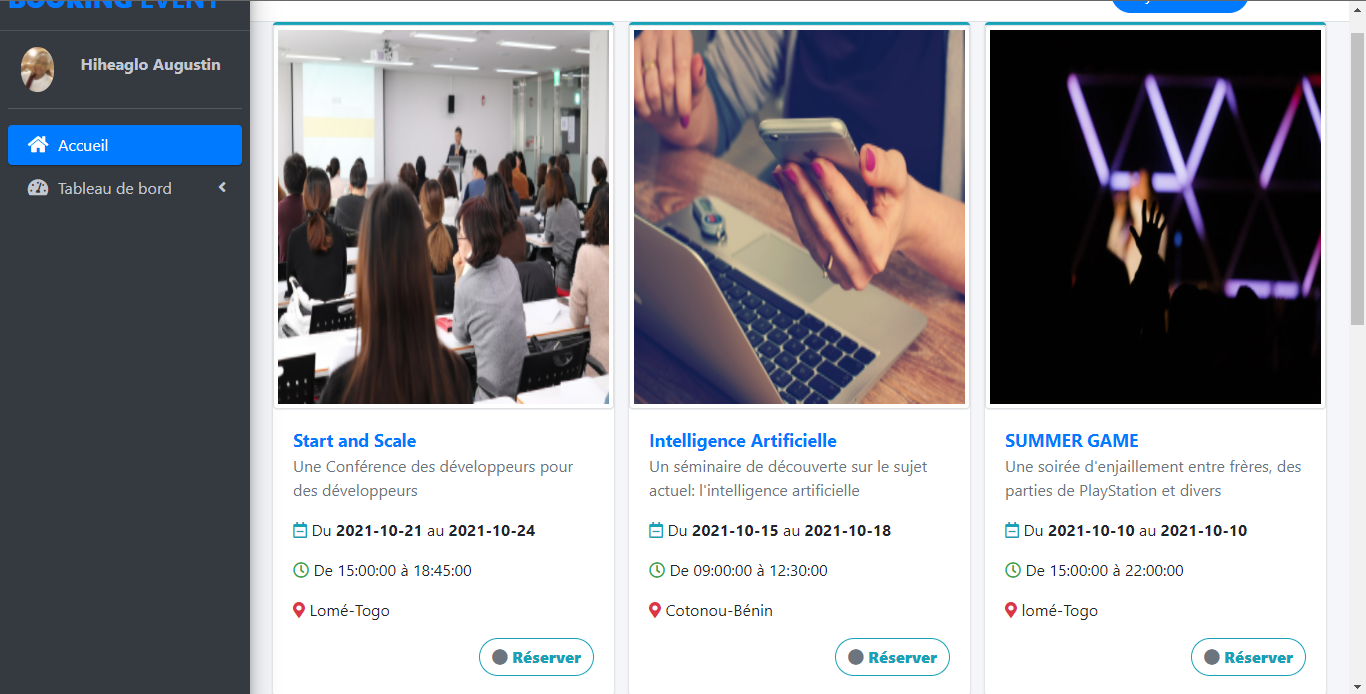 BOOKING EVENT
Hiheaglo Augustin
Accueil
Tableau de bord
Start and Scale
Une Conférence des développeurs pour
des développeurs
Du 2021-10-21 au 2021-10-24
De 15:00:00 à 18:45:00
Lomé-Togo
Réserver
Intelligence Artificielle
Un séminaire de découverte sur le sujet
actuel: l'intelligence artificielle
Du 2021-10-15 au 2021-10-18
De 09:00:00 à 12:30:00
Cotonou-Bénin
Réserver
SUMMER GAME
Une soirée d'enjaillement entre frères, des
parties de PlayStation et divers
Du 2021-10-10 au 2021-10-10
De 15:00:00 à 22:00:00
lomé-Togo
Réserver